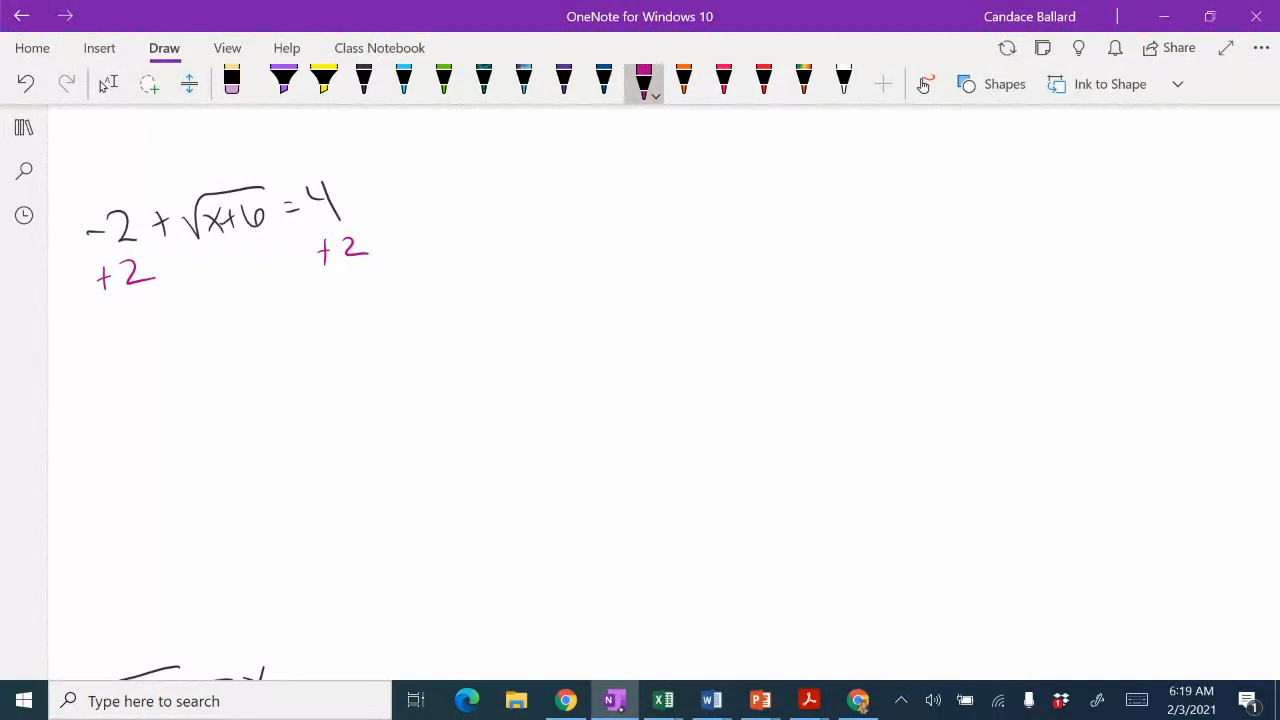 OneNote for Windows 10
Candace Ballard
Home Insert Draw View Help Class Notebook Share
Shapes Ink to Shape
-2 + √x+6 = 4
+2 +2
Type here to search
6:19 AM
2/3/2021